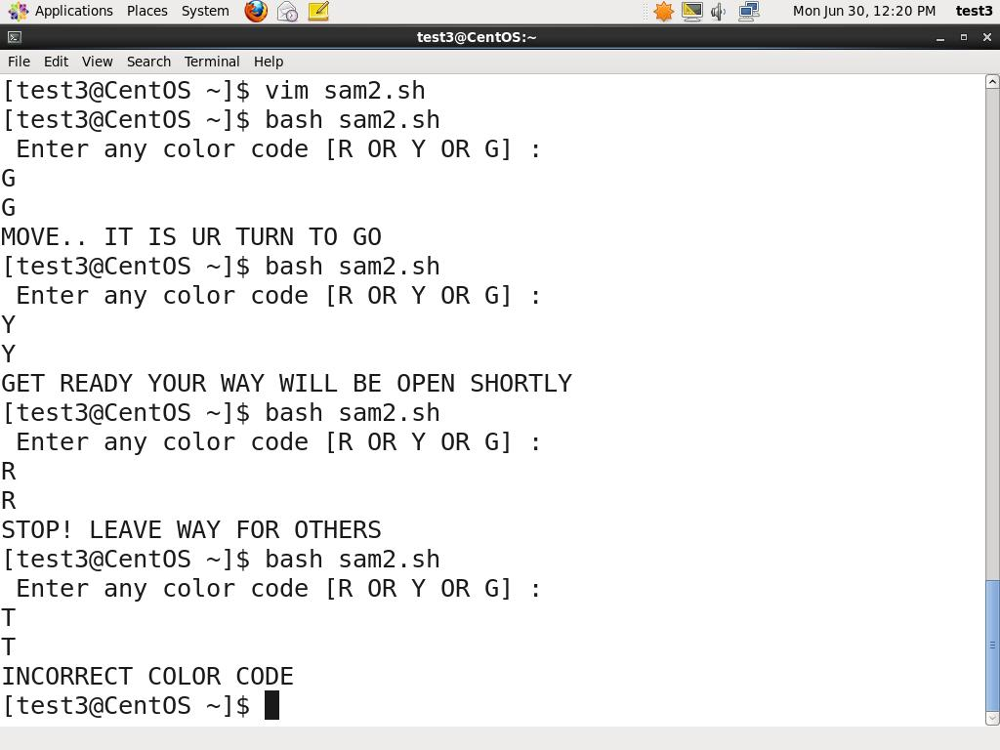 Applications Places System Mon Jun 30, 12:20 PM test3
test3@CentOS:~
File Edit View Search Terminal Help
[test3@CentOS ~]$ vim sam2.sh
[test3@CentOS ~]$ bash sam2.sh
 Enter any color code [R OR Y OR G] :
G
G
MOVE.. IT IS UR TURN TO GO
[test3@CentOS ~]$ bash sam2.sh
 Enter any color code [R OR Y OR G] :
Y
Y
GET READY YOUR WAY WILL BE OPEN SHORTLY
[test3@CentOS ~]$ bash sam2.sh
 Enter any color code [R OR Y OR G] :
R
R
STOP! LEAVE WAY FOR OTHERS
[test3@CentOS ~]$ bash sam2.sh
 Enter any color code [R OR Y OR G] :
T
T
INCORRECT COLOR CODE
[test3@CentOS ~]$